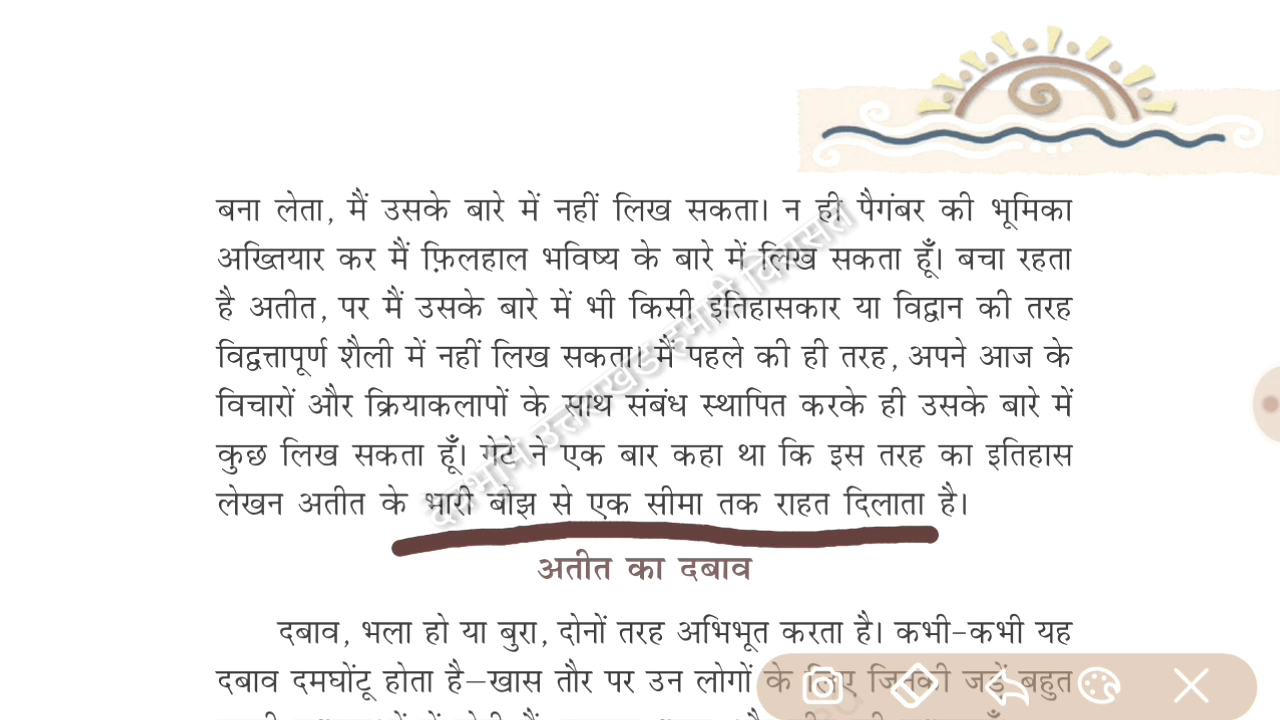 बना लेता, मैं उसके बारे में नहीं लिख सकता। न ही पैगंबर की भूमिका
अख्तियार कर मैं फ़िलहाल भविष्य के बारे में लिख सकता हूँ। बचा रहता
है अतीत, पर मैं उसके बारे में भी किसी इतिहासकार या विद्वान की तरह
विद्वत्तापूर्ण शैली में नहीं लिख सकता। मैं पहले की ही तरह, अपने आज के
विचारों और क्रियाकलापों के साथ संबंध स्थापित करके ही उसके बारे में
कुछ लिख सकता हूँ। गेटे ने एक बार कहा था कि इस तरह का इतिहास
लेखन अतीत के भारी बोझ से एक सीमा तक राहत दिलाता है।
अतीत का दबाव
दबाव, भला हो या बुरा, दोनों तरह अभिभूत करता है। कभी-कभी यह
दबाव दमघोंटू होता है—खास तौर पर उन लोगों के लिए जिनकी जड़ें बहुत